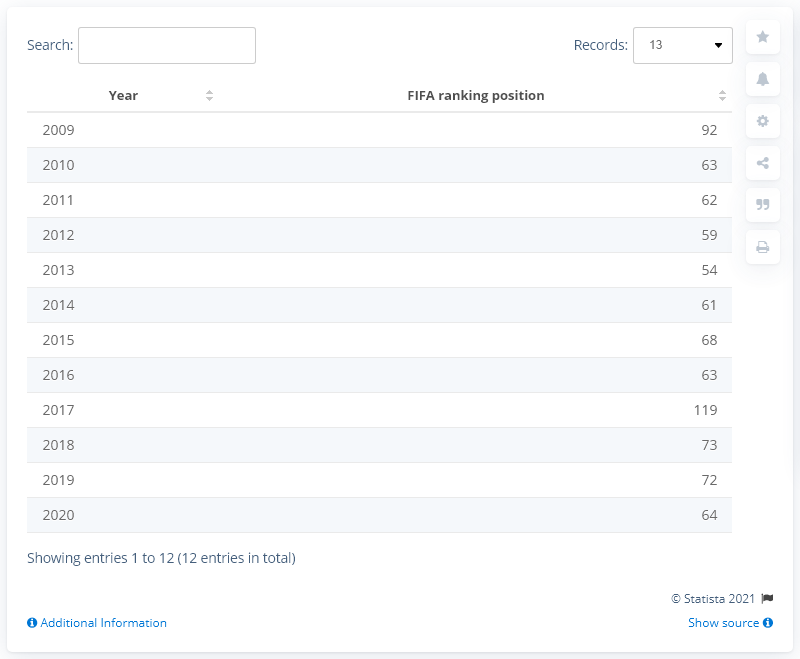 Search: Records: 13
Year FIFA ranking position
2009 92
2010 63
2011 62
2012 59
2013 54
2014 61
2015 68
2016 63
2017 119
2018 73
2019 72
2020 64
Showing entries 1 to 12 (12 entries in total)
© Statista 2021
Additional Information Show source